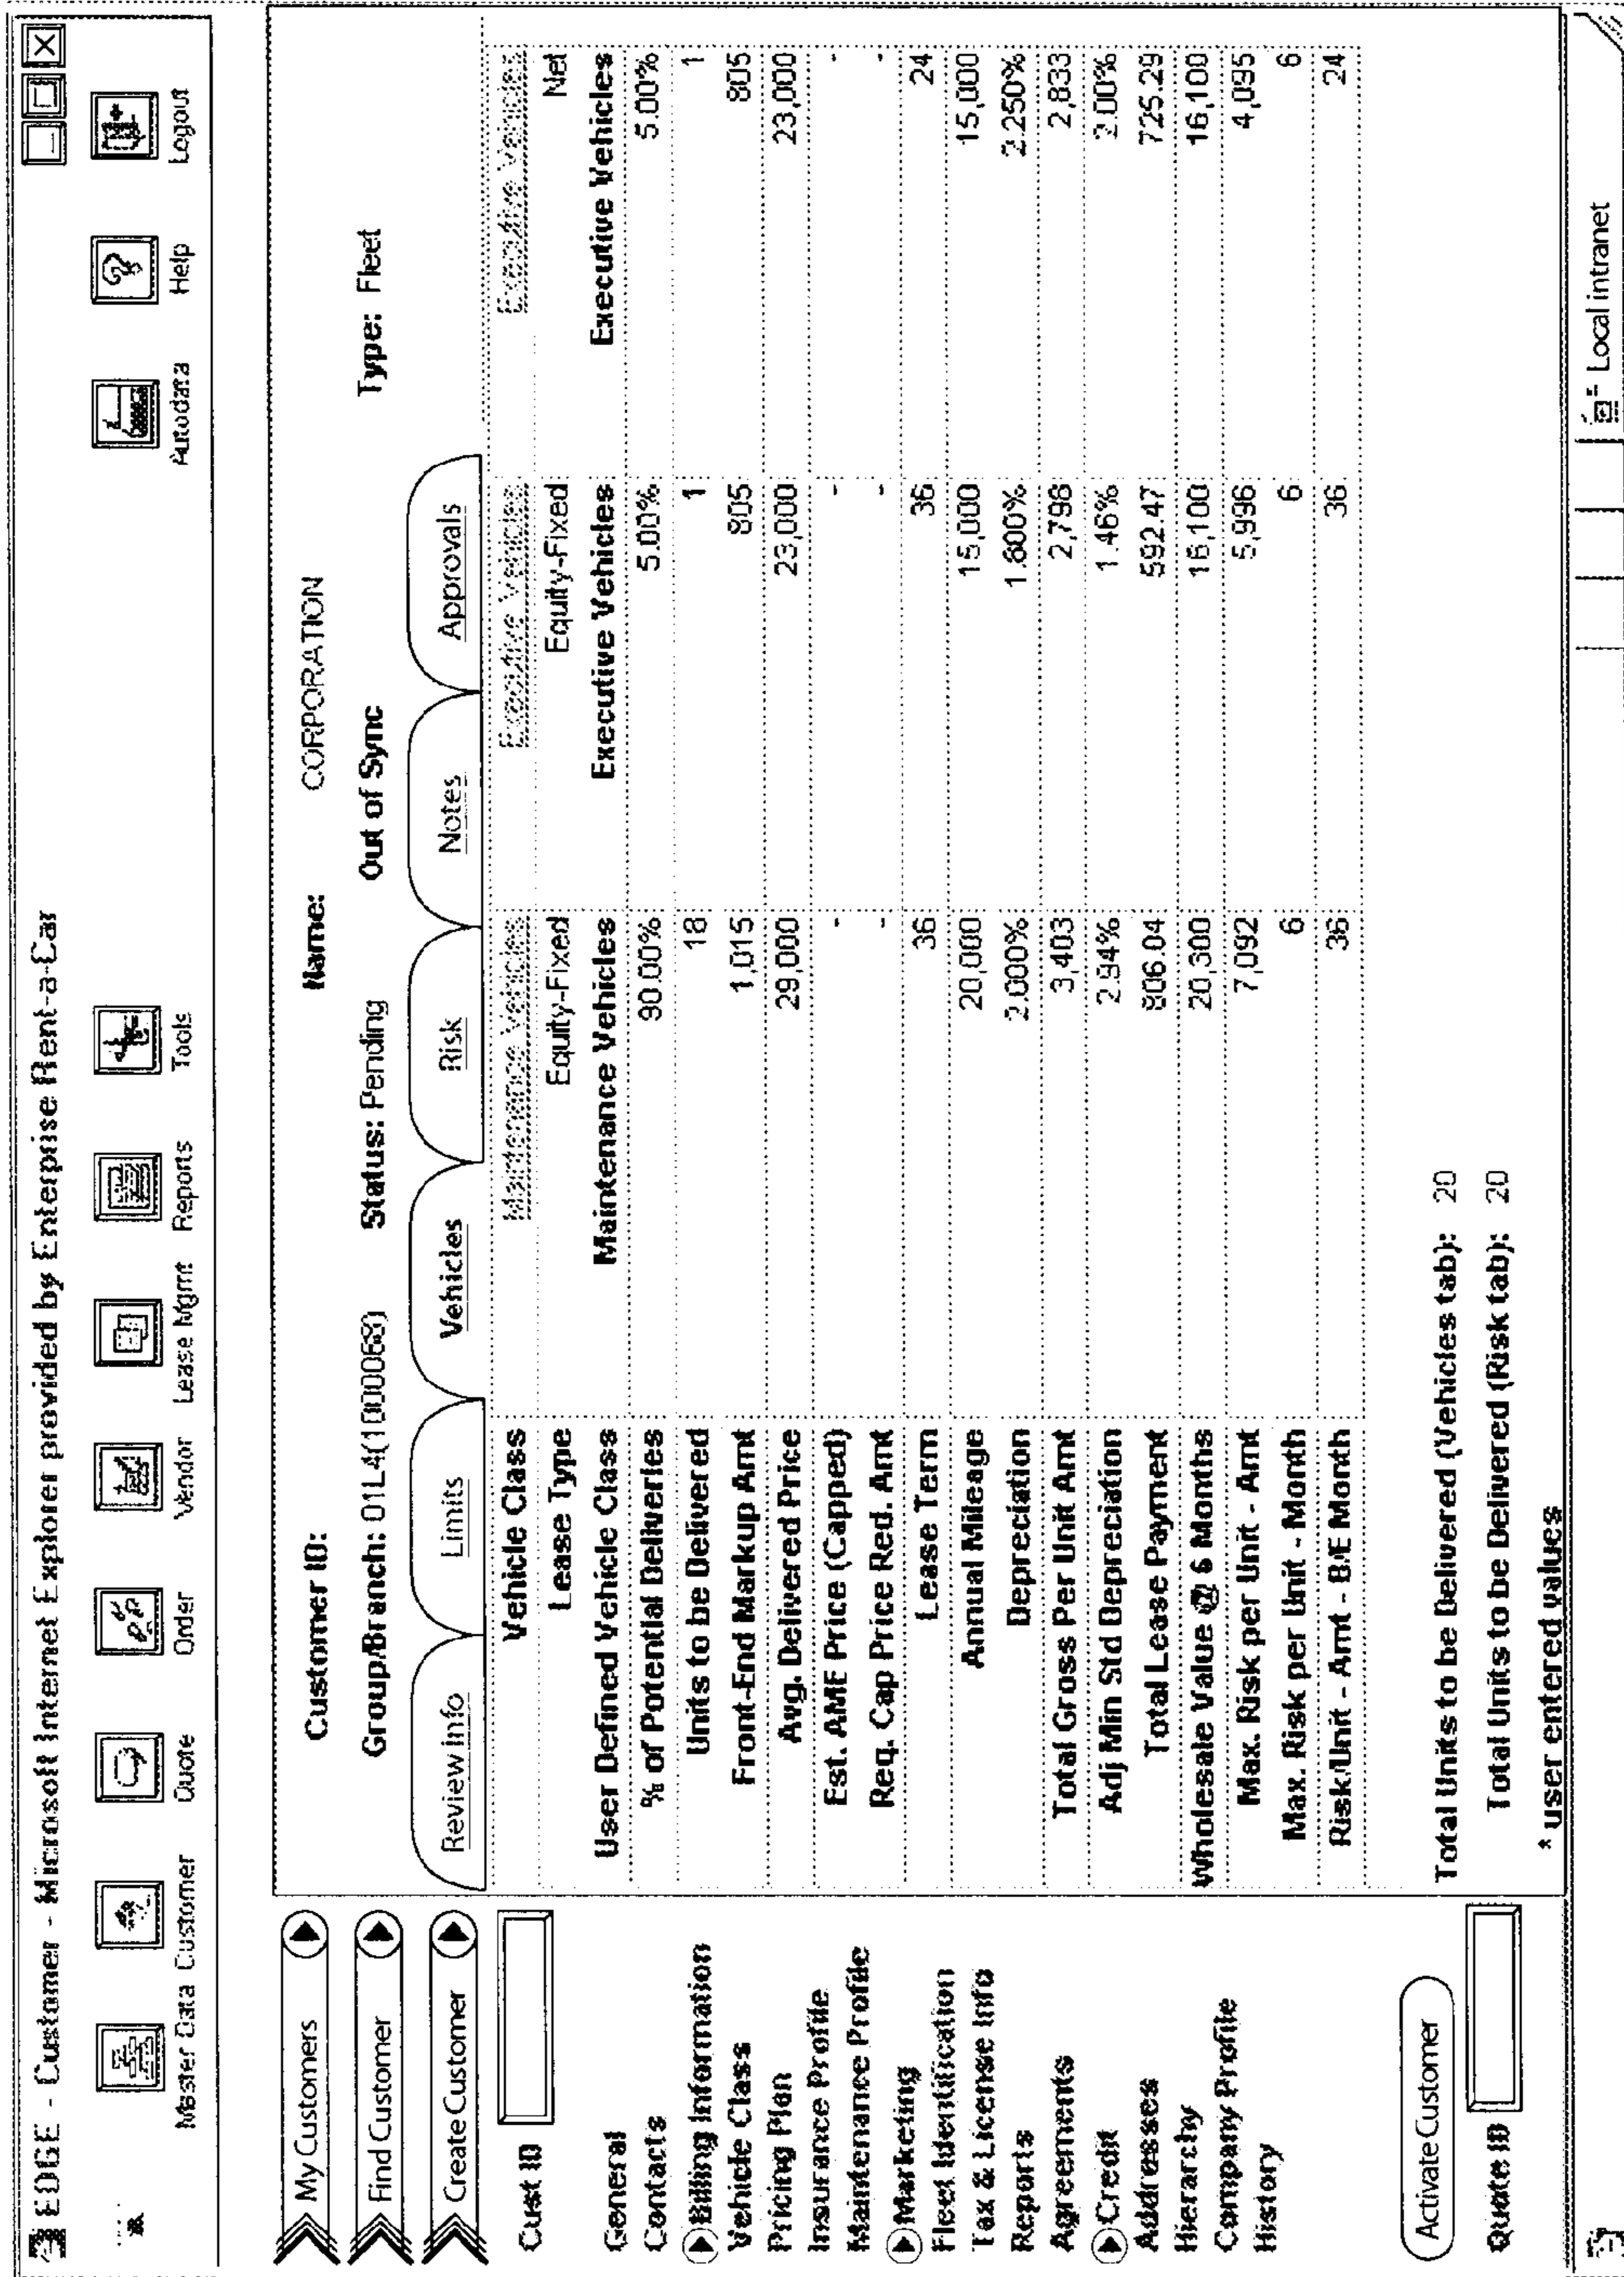 EDGE - Customer - Microsoft Internet Explorer provided by Enterprise Rent-a-Car
Master Data Customer Quote Order Vendor Lease Mgmt Reports Tools Autodata Help Logout
My Customers
Find Customer
Create Customer
Cust ID
General
Contacts
Billing Information
Vehicle Class
Pricing Plan
Insurance Profile
Maintenance Profile
Marketing
Fleet Identification
Tax & License Info
Reports
Agreements
Credit
Addresses
Hierarchy
Company Profile
History
Activate Customer
Quote ID
Customer ID: Name: CORPORATION
Group/Branch: 01L4(1000068) Status: Pending Out of Sync Type: Fleet
Review Info Limits Vehicles Risk Notes Approvals
Vehicle Class Maintenance Vehicles Executive Vehicles Executive Vehicles
Lease Type Equity-Fixed Equity-Fixed Net
User Defined Vehicle Class Maintenance Vehicles Executive Vehicles Executive Vehicles
% of Potential Deliveries 90.00% 5.00% 5.00%
Units to be Delivered 18 1 1
Front-End Markup Amt 1,015 805 805
Avg. Delivered Price 29,000 23,000 23,000
Est. AME Price (Capped) - - -
Req. Cap Price Red. Amt - - -
Lease Term 36 36 24
Annual Mileage 20,000 15,000 15,000
Depreciation 2.000% 1.800% 2.250%
Total Gross Per Unit Amt 3,403 2,798 2,833
Adj Min Std Depreciation 2.94% 1.46% 2.00%
Total Lease Payment 806.04 592.47 725.29
Wholesale Value @ 6 Months 20,300 16,100 16,100
Max. Risk per Unit - Amt 7,092 5,996 4,095
Max. Risk per Unit - Month 6 6 6
Risk/Unit - Amt - B/E Month 36 36 24
Total Units to be Delivered (Vehicles tab): 20
Total Units to be Delivered (Risk tab): 20
* user entered values
Local intranet